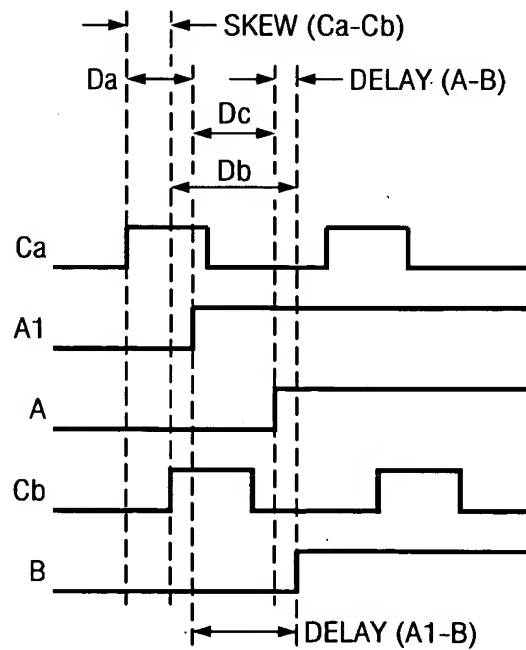 SKEW (Ca-Cb)
Da
DELAY (A-B)
Dc
Db
Ca
A1
A
Cb
B
DELAY (A1-B)